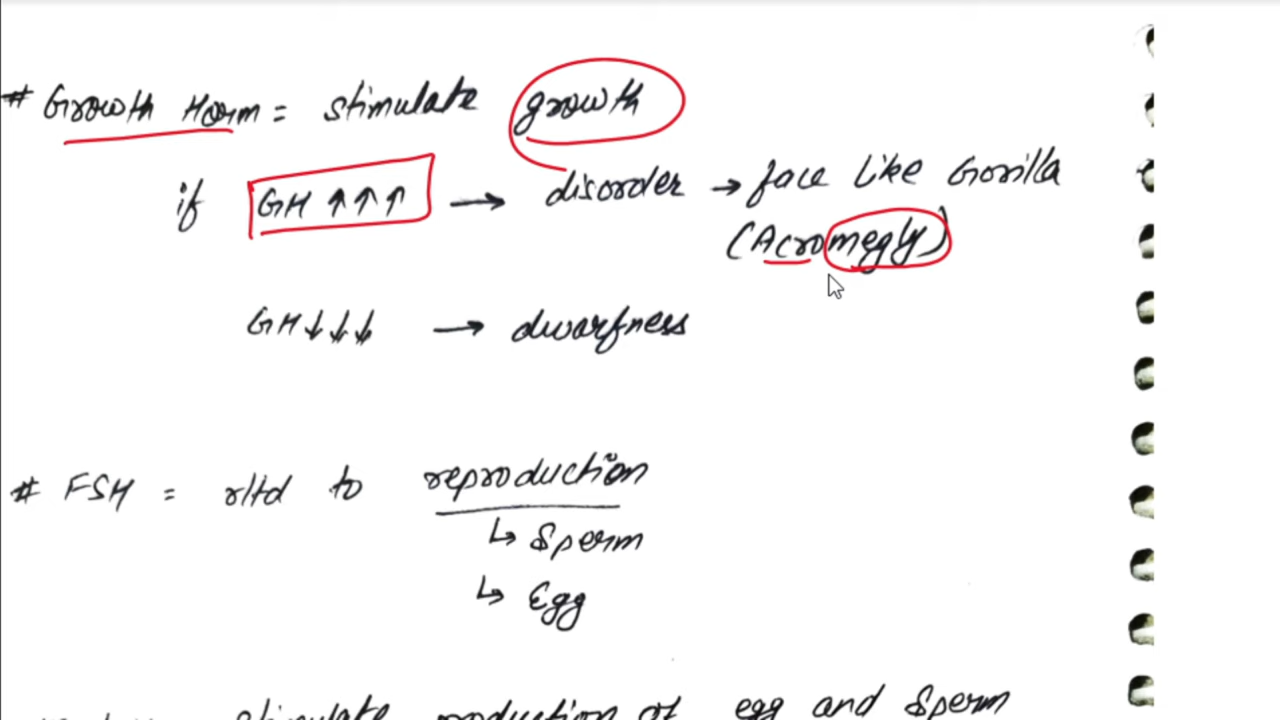 # Growth Horm = stimulate growth
if GH ↑↑↑ → disorder → face like Gorilla
(Acromegly)
GH ↓↓↓ → dwarfness
# FSH = rltd to reproduction
↳ Sperm
↳ Egg
stimulate production of egg and sperm